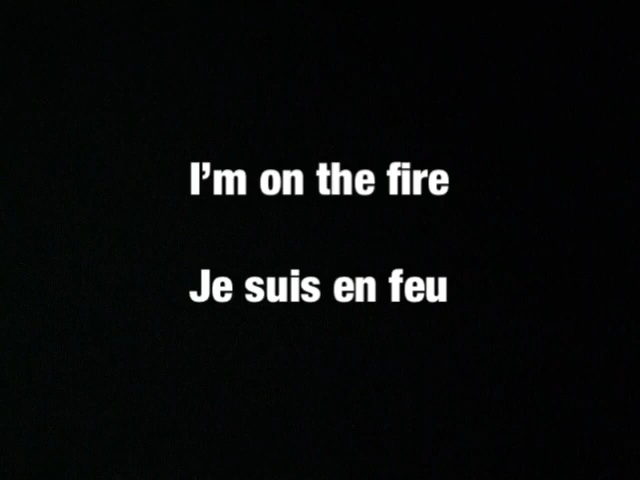 I’m on the fire
Je suis en feu